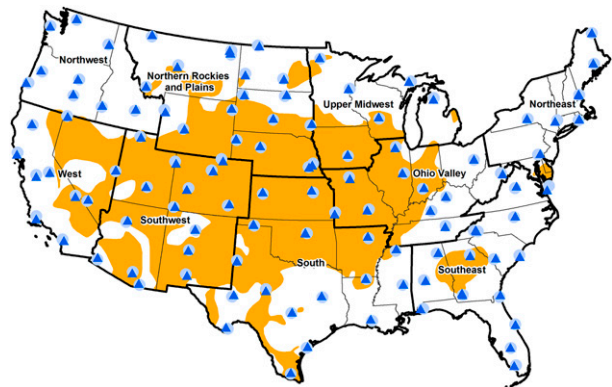 Northwest
Northern Rockies
and Plains
Upper Midwest
Northeast
West
Ohio Valley
Southwest
South
Southeast